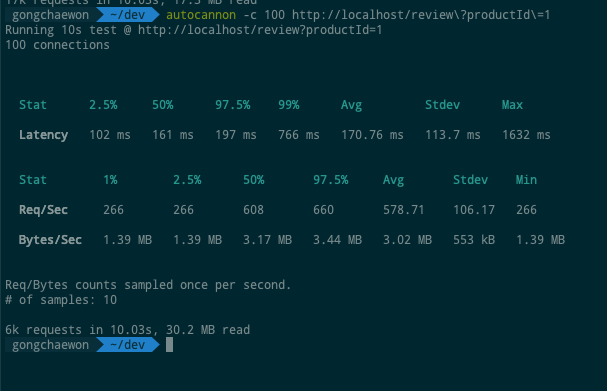 17k requests in 10.03s, 17.3 MB read
gongchaewon ~/dev autocannon -c 100 http://localhost/review\?productId\=1
Running 10s test @ http://localhost/review?productId=1
100 connections
Stat 2.5% 50% 97.5% 99% Avg Stdev Max
Latency 102 ms 161 ms 197 ms 766 ms 170.76 ms 113.7 ms 1632 ms
Stat 1% 2.5% 50% 97.5% Avg Stdev Min
Req/Sec 266 266 608 660 578.71 106.17 266
Bytes/Sec 1.39 MB 1.39 MB 3.17 MB 3.44 MB 3.02 MB 553 kB 1.39 MB
Req/Bytes counts sampled once per second.
# of samples: 10
6k requests in 10.03s, 30.2 MB read
gongchaewon ~/dev